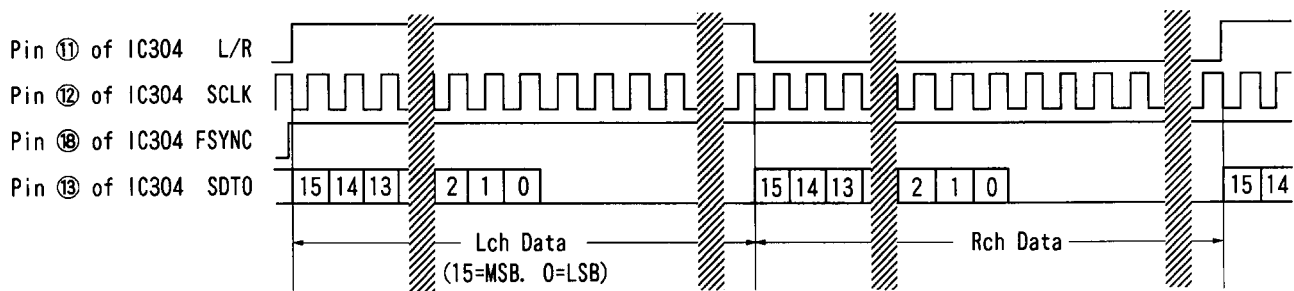 Pin ⑪ of IC304 L/R
Pin ⑫ of IC304 SCLK
Pin ⑱ of IC304 FSYNC
Pin ⑬ of IC304 SDTO
15 14 13 2 1 0 15 14 13 2 1 0 15 14
Lch Data Rch Data
(15=MSB. 0=LSB)